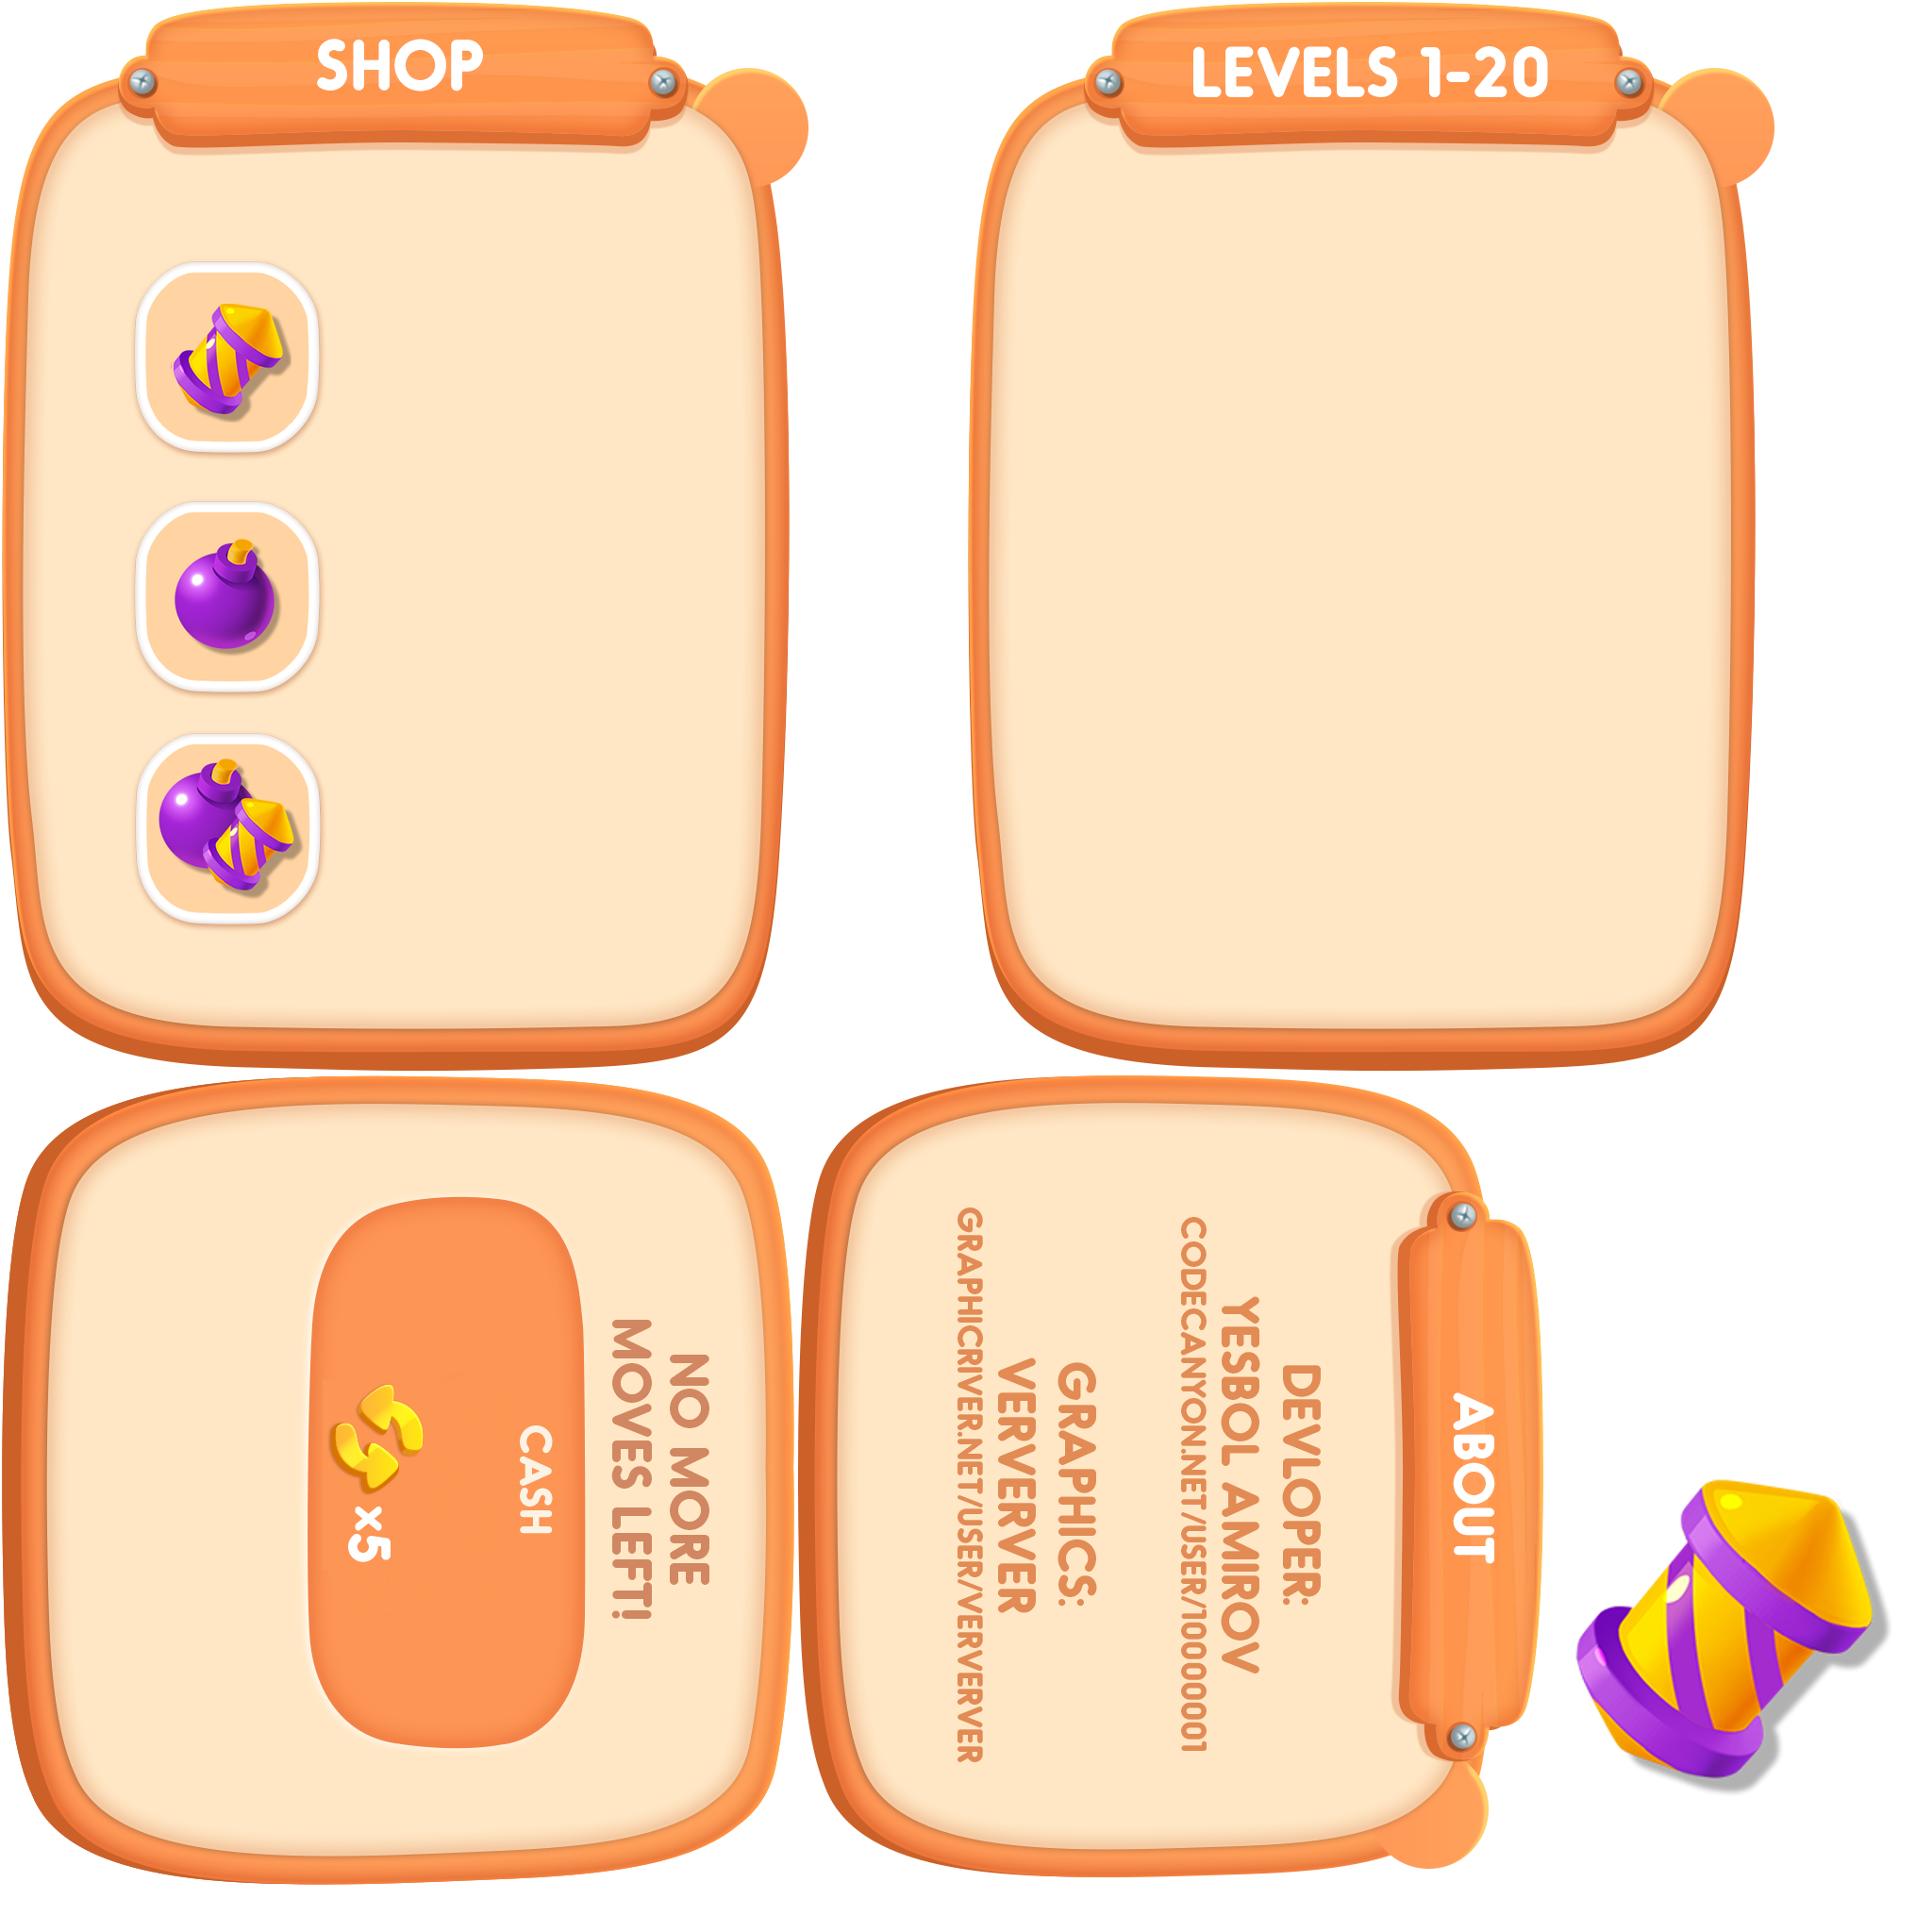 SHOP
LEVELS 1-20
NO MORE
MOVES LEFT!
CASH
x5
ABOUT
DEVLOPER:
YESBOL AMIROV
CODECANYON.NET/USER/10000001
GRAPHICS:
VERVERVER
GRAPHICRIVER.NET/USER/VERVERVER